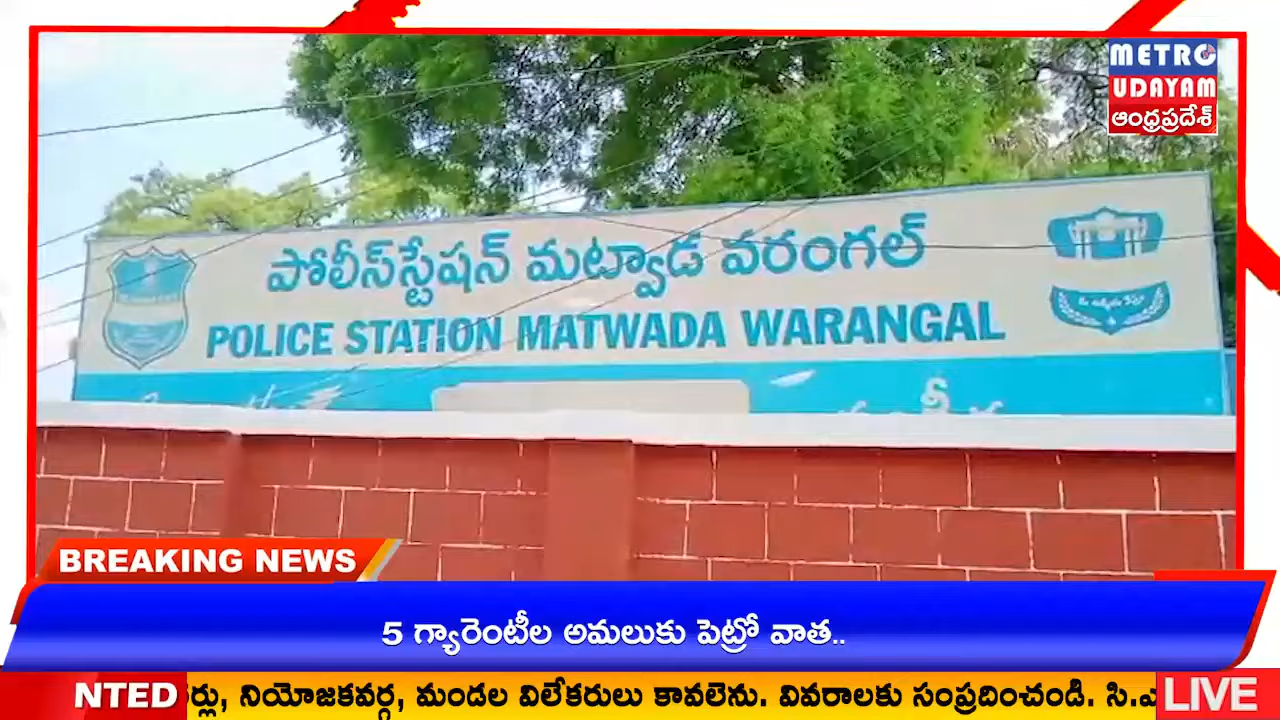 METRO
UDAYAM
ఆంధ్రప్రదేశ్
పోలీస్‌స్టేషన్ మట్వాడ వరంగల్
POLICE STATION MATWADA WARANGAL
BREAKING NEWS
5 గ్యారెంటీల అమలుకు పెట్రో వాత..
NTED
ర్లు, నియోజకవర్గ, మండల విలేకరులు కావలెను. వివరాలకు సంప్రదించండి. సి.ఎ
LIVE